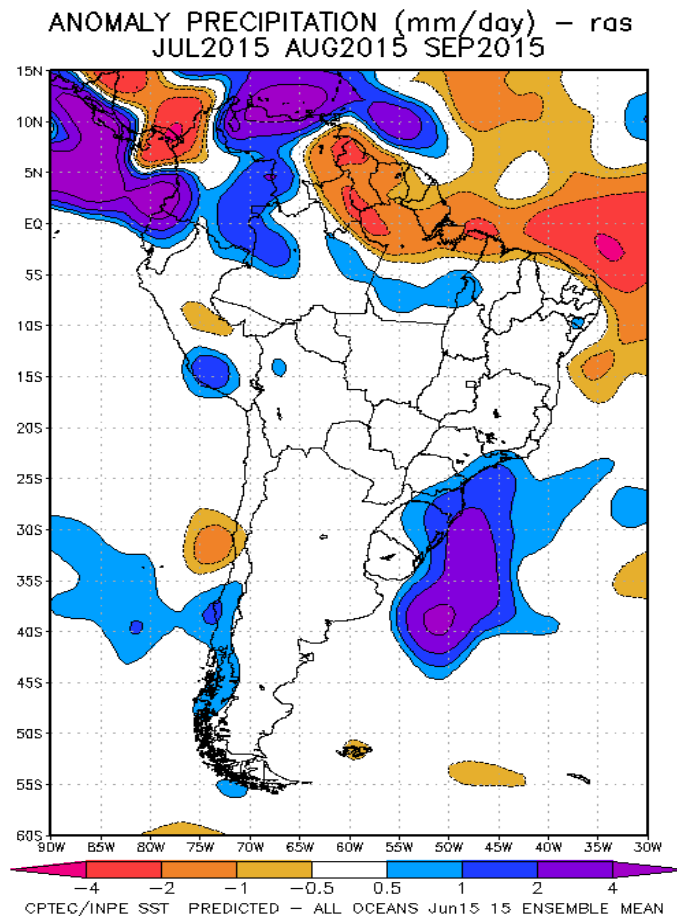 ANOMALY PRECIPITATION (mm/day) – ras
JUL2015 AUG2015 SEP2015
15N
10N
5N
EQ
5S
10S
15S
20S
25S
30S
35S
40S
45S
50S
55S
60S
90W 85W 80W 75W 70W 65W 60W 55W 50W 45W 40W 35W 30W
−4 −2 −1 −0.5 0.5 1 2 4
CPTEC/INPE SST PREDICTED – ALL OCEANS Jun15 15 ENSEMBLE MEAN